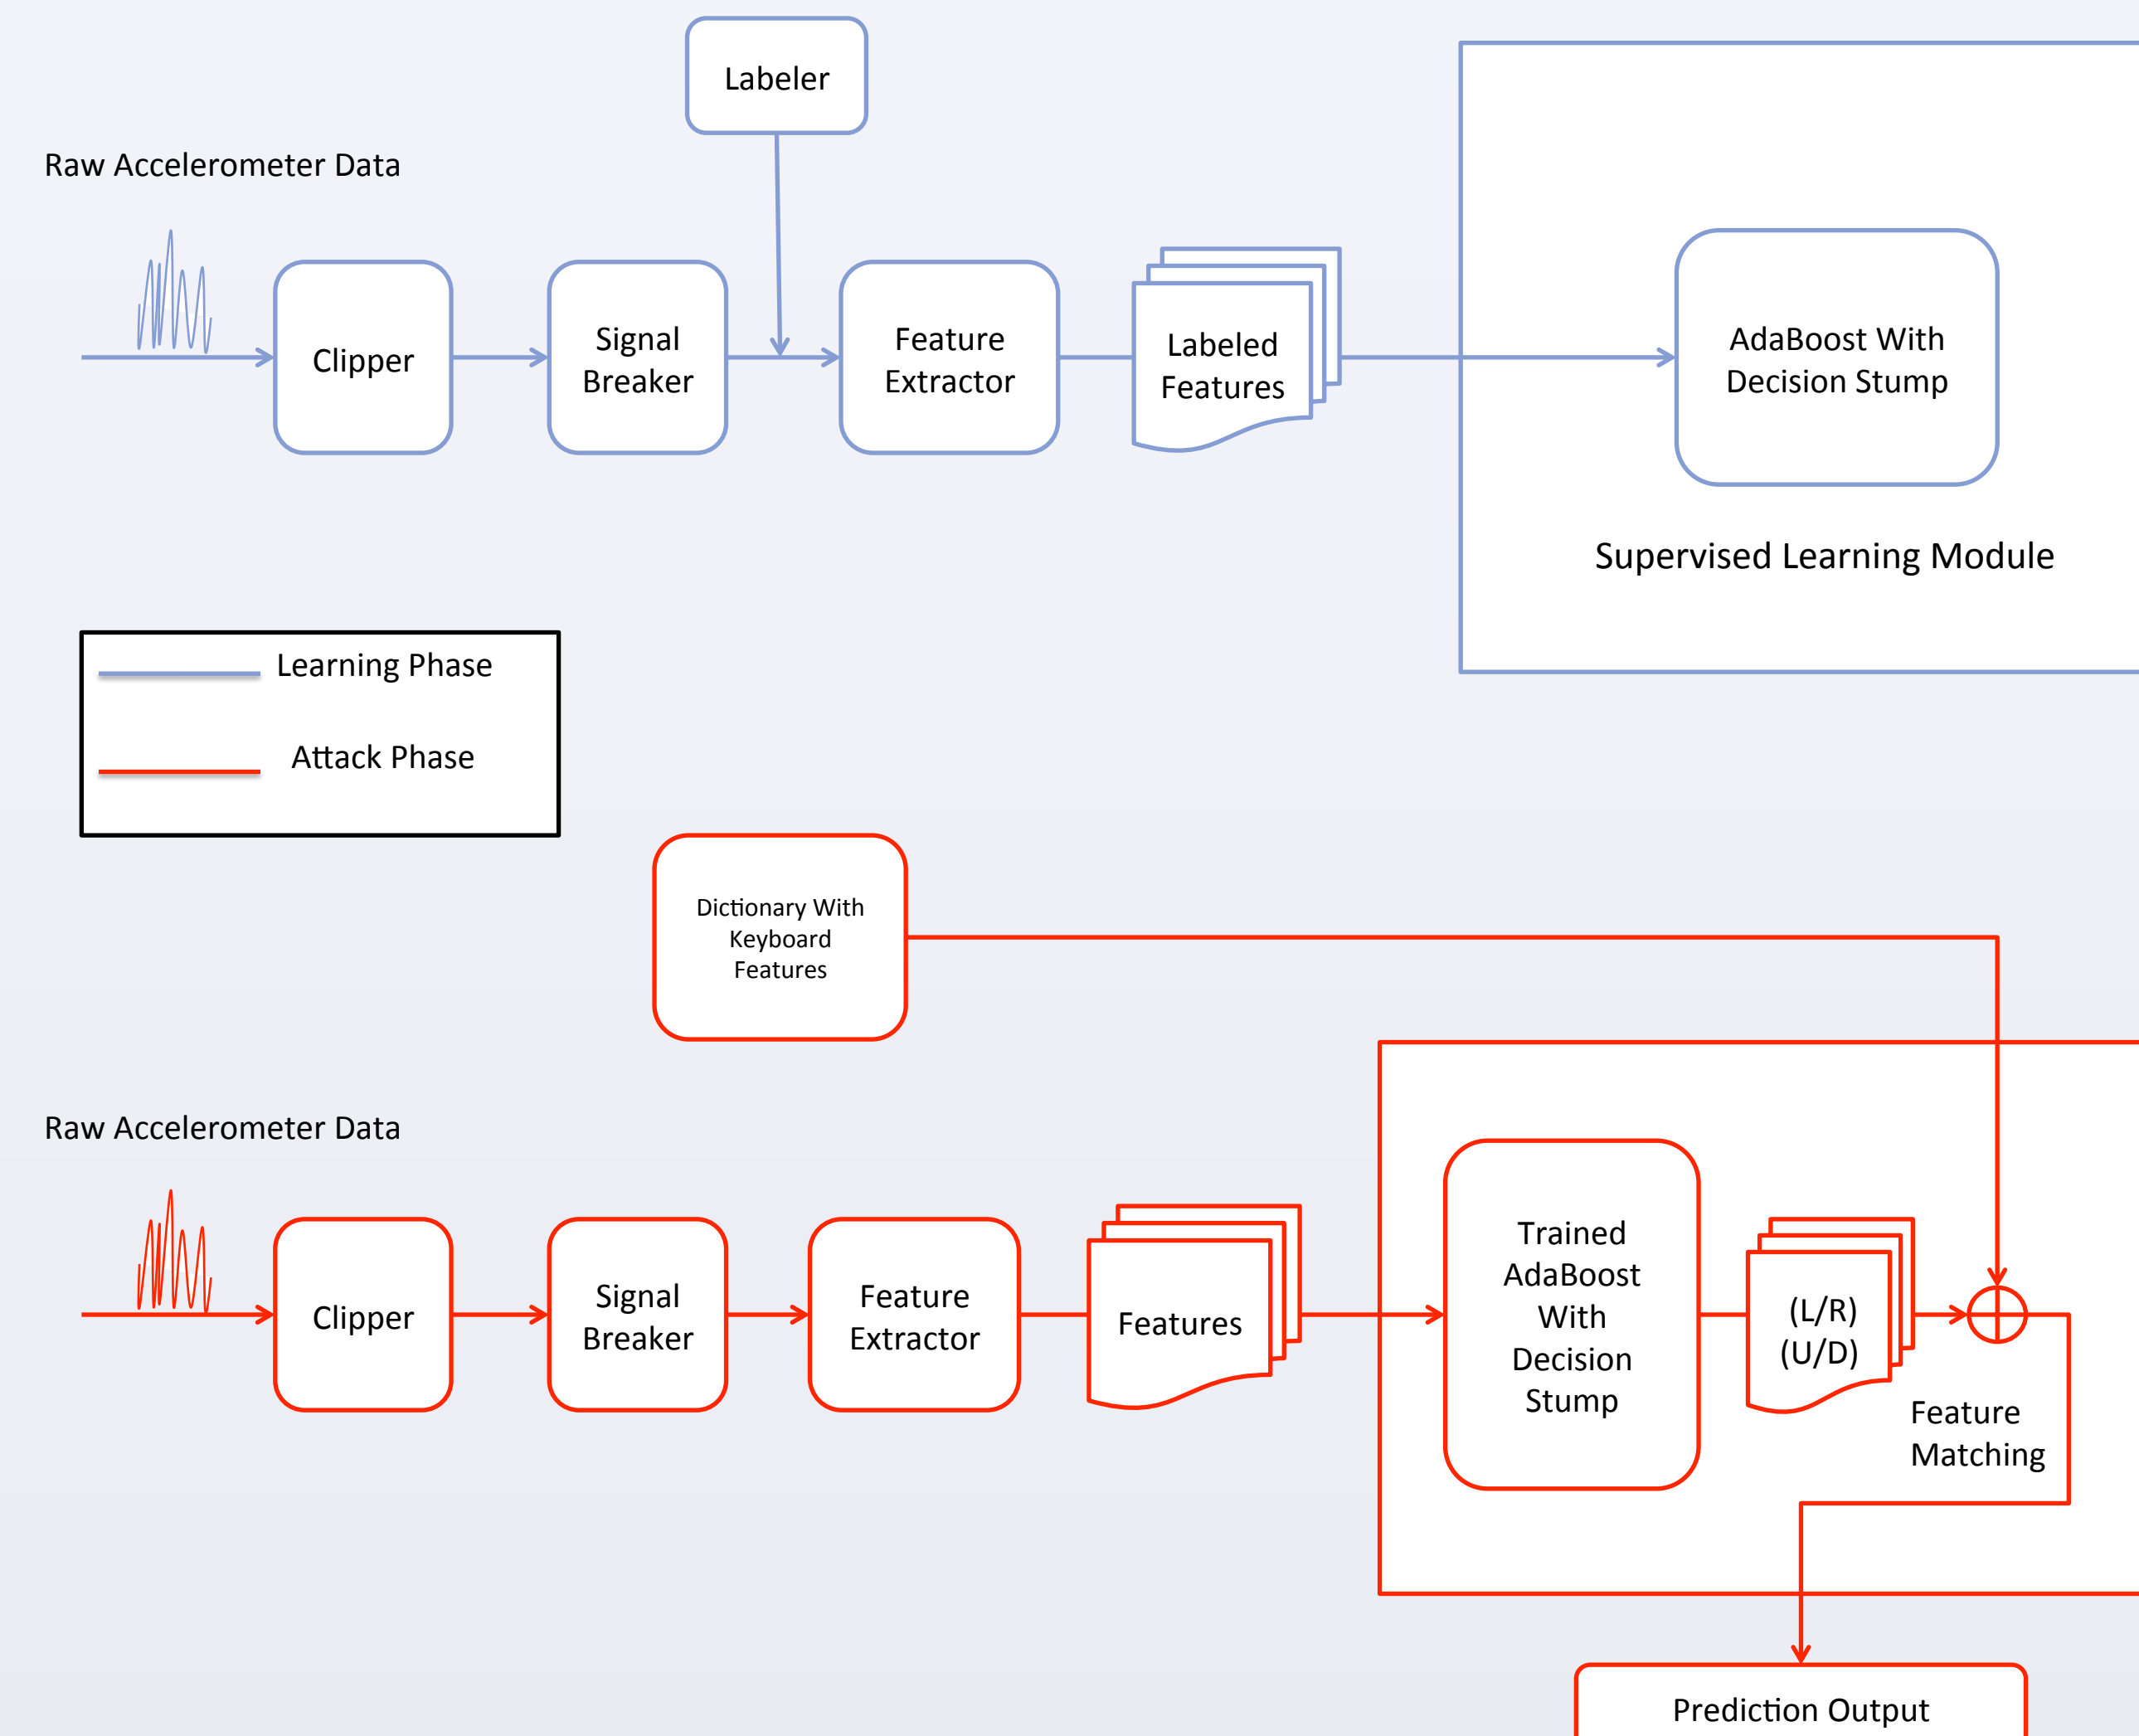 Labeler
Raw Accelerometer Data
Clipper
Signal
Breaker
Feature
Extractor
Labeled
Features
AdaBoost With
Decision Stump
Supervised Learning Module
Learning Phase
Attack Phase
Dictionary With
Keyboard
Features
Raw Accelerometer Data
Clipper
Signal
Breaker
Feature
Extractor
Features
Trained
AdaBoost
With
Decision
Stump
(L/R)
(U/D)
Feature
Matching
Prediction Output